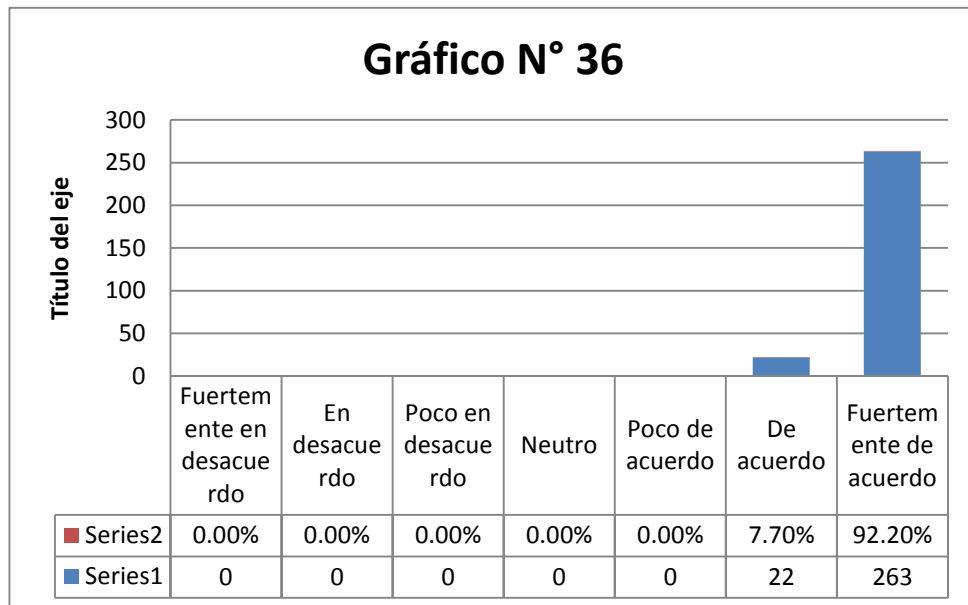 Gráfico N° 36
Título del eje
300
250
200
150
100
50
0
Fuertem
ente en
desacue
rdo
En
desacue
rdo
Poco en
desacue
rdo
Neutro
Poco de
acuerdo
De
acuerdo
Fuertem
ente de
acuerdo
Series2 0.00% 0.00% 0.00% 0.00% 0.00% 7.70% 92.20%
Series1 0 0 0 0 0 22 263